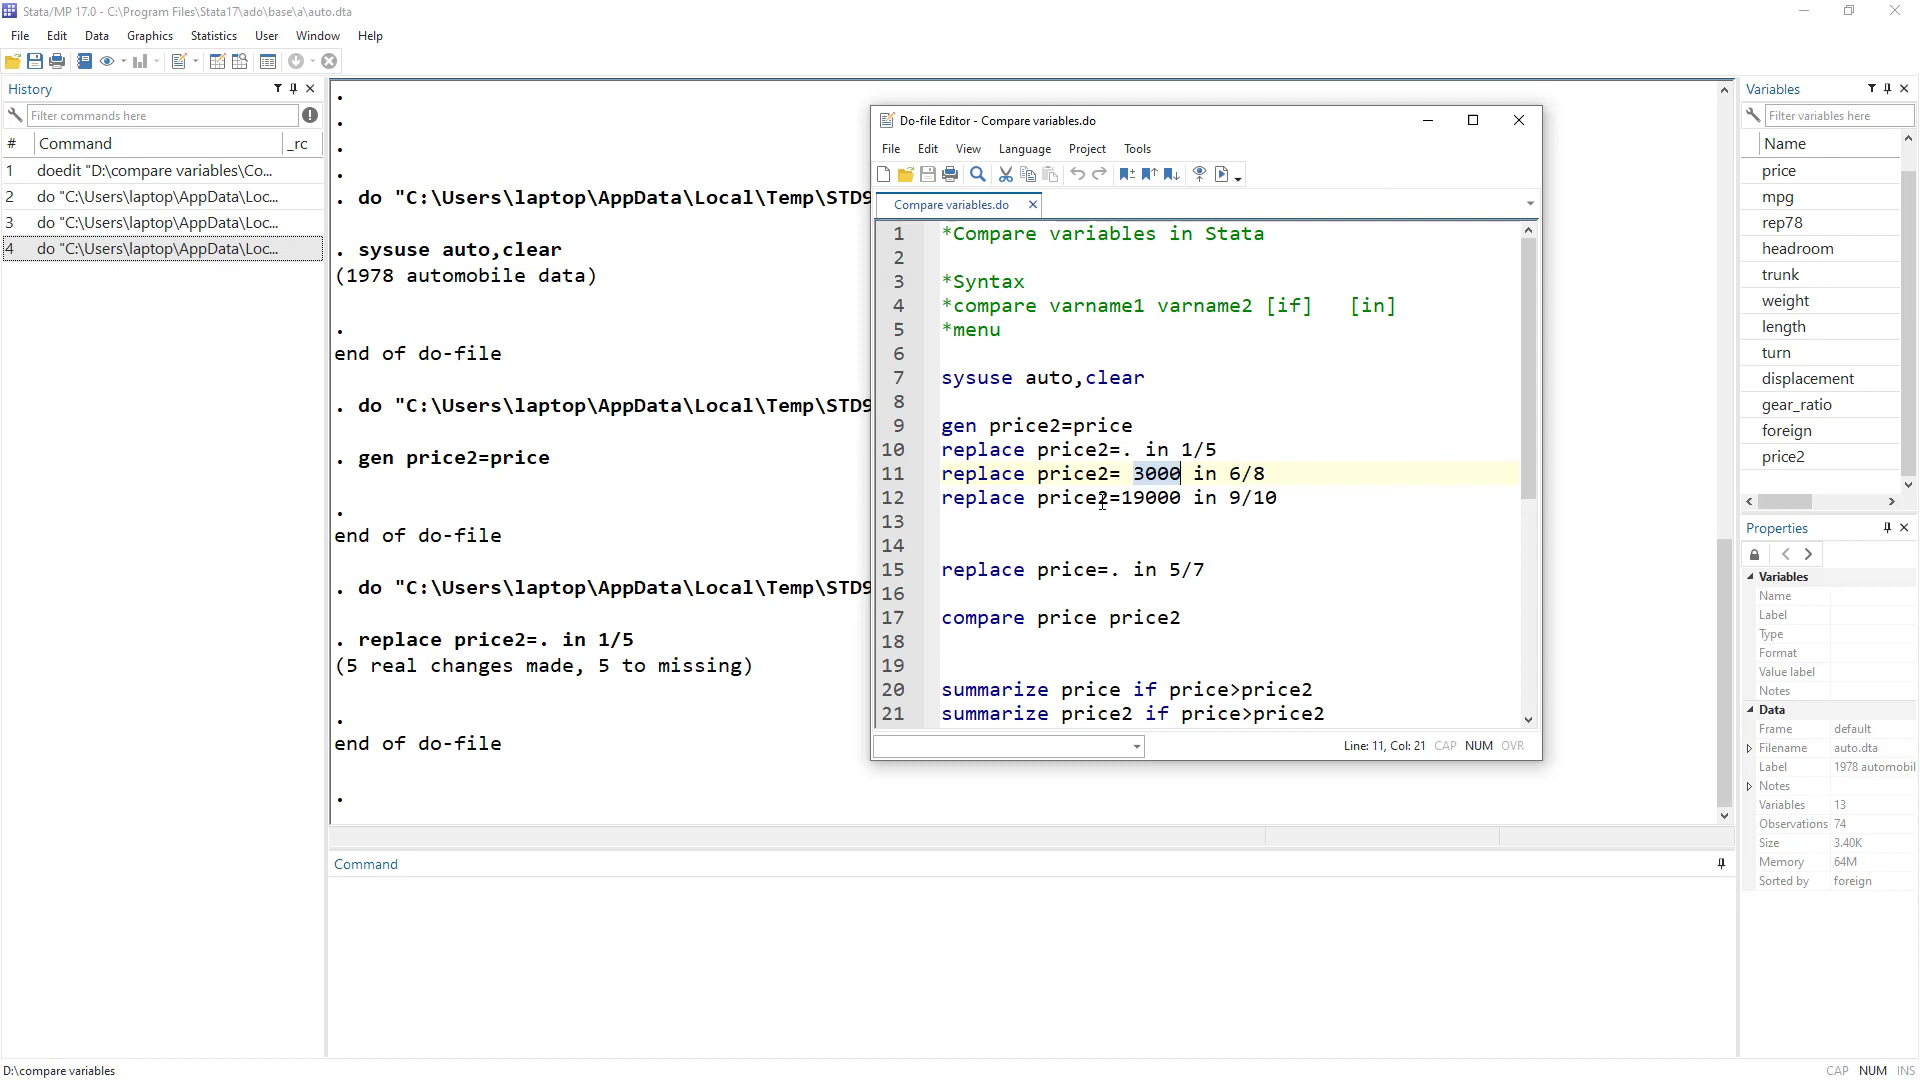 Stata/MP 17.0 - C:\Program Files\Stata17\ado\base\a\auto.dta
File Edit Data Graphics Statistics User Window Help
History
Filter commands here
# Command _rc
1 doedit "D:\compare variables\Co...
2 do "C:\Users\laptop\AppData\Loc...
3 do "C:\Users\laptop\AppData\Loc...
4 do "C:\Users\laptop\AppData\Loc...
.
.
.
.
. do "C:\Users\laptop\AppData\Local\Temp\STD9
. sysuse auto,clear
(1978 automobile data)
.
end of do-file
. do "C:\Users\laptop\AppData\Local\Temp\STD9
. gen price2=price
.
end of do-file
. do "C:\Users\laptop\AppData\Local\Temp\STD9
. replace price2=. in 1/5
(5 real changes made, 5 to missing)
.
end of do-file
.
Command
Do-file Editor - Compare variables.do
File Edit View Language Project Tools
Compare variables.do
1 *Compare variables in Stata
2
3 *Syntax
4 *compare varname1 varname2 [if] [in]
5 *menu
6
7 sysuse auto,clear
8
9 gen price2=price
10 replace price2=. in 1/5
11 replace price2= 3000 in 6/8
12 replace price2=19000 in 9/10
13
14
15 replace price=. in 5/7
16
17 compare price price2
18
19
20 summarize price if price>price2
21 summarize price2 if price>price2
Line: 11, Col: 21 CAP NUM OVR
Variables
Filter variables here
Name
price
mpg
rep78
headroom
trunk
weight
length
turn
displacement
gear_ratio
foreign
price2
Properties
Variables
Name
Label
Type
Format
Value label
Notes
Data
Frame default
Filename auto.dta
Label 1978 automobil
Notes
Variables 13
Observations 74
Size 3.40K
Memory 64M
Sorted by foreign
D:\compare variables
CAP NUM INS